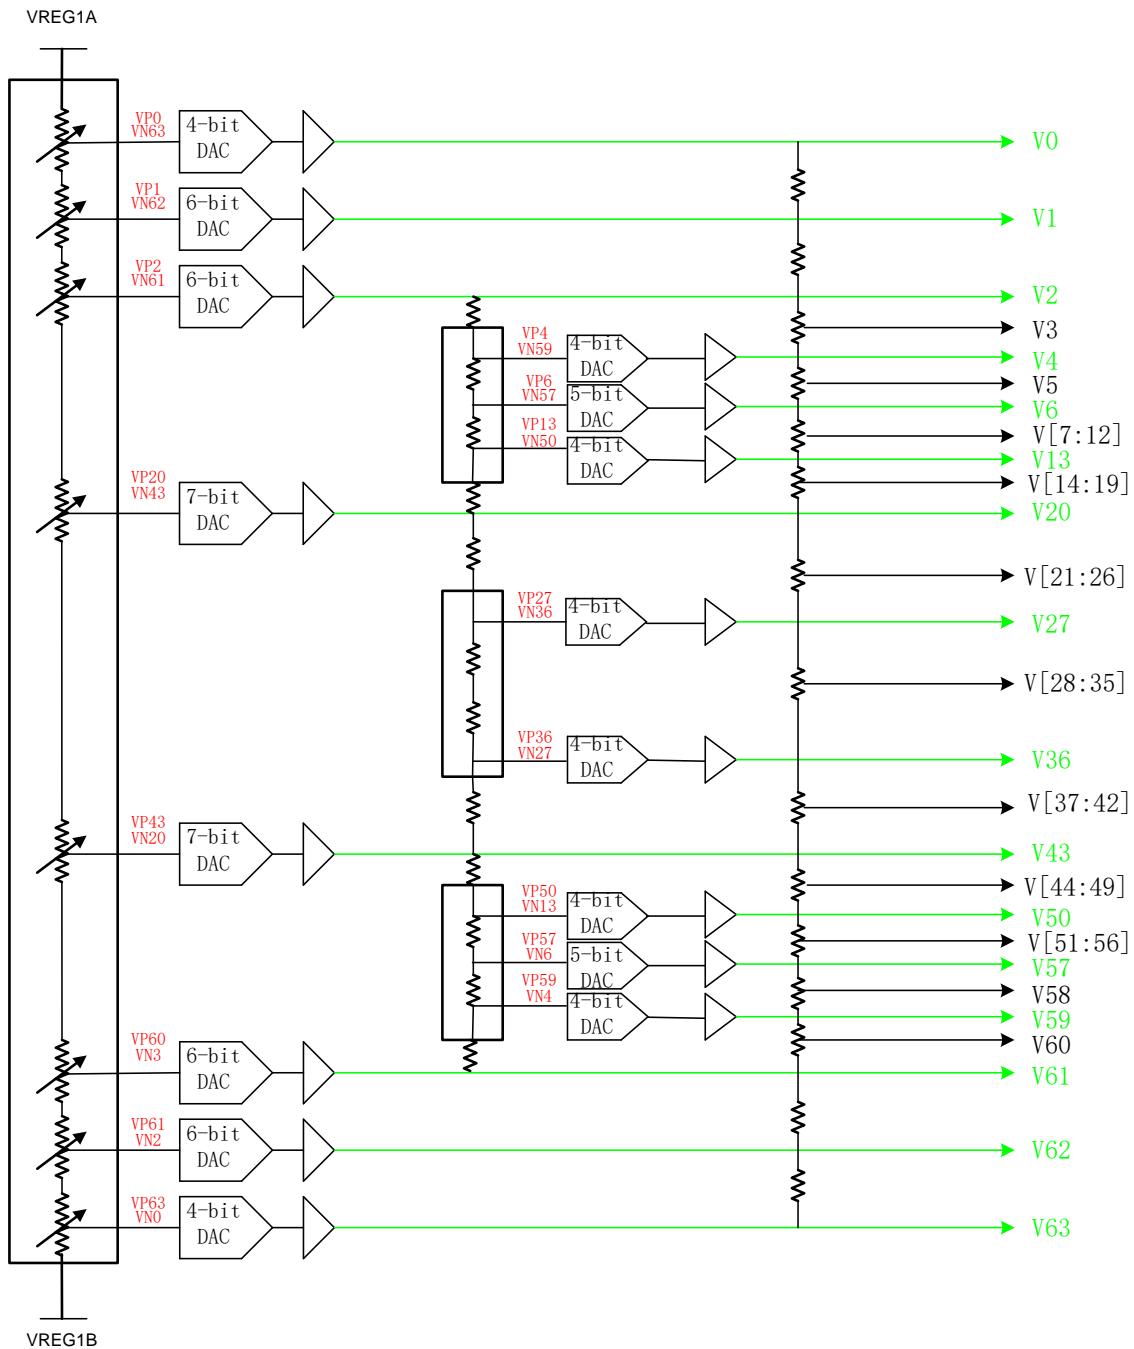 VREG1A
VP0
VN63
4-bit
DAC
V0
VP1
VN62
6-bit
DAC
V1
VP2
VN61
6-bit
DAC
V2
V3
VP4
VN59
4-bit
DAC
V4
V5
VP6
VN57
5-bit
DAC
V6
V[7:12]
VP13
VN50
4-bit
DAC
V13
V[14:19]
VP20
VN43
7-bit
DAC
V20
V[21:26]
VP27
VN36
4-bit
DAC
V27
V[28:35]
VP36
VN27
4-bit
DAC
V36
V[37:42]
VP43
VN20
7-bit
DAC
V43
V[44:49]
VP50
VN13
4-bit
DAC
V50
V[51:56]
VP57
VN6
5-bit
DAC
V57
V58
VP59
VN4
4-bit
DAC
V59
V60
VP60
VN3
6-bit
DAC
V61
VP61
VN2
6-bit
DAC
V62
VP63
VN0
4-bit
DAC
V63
VREG1B